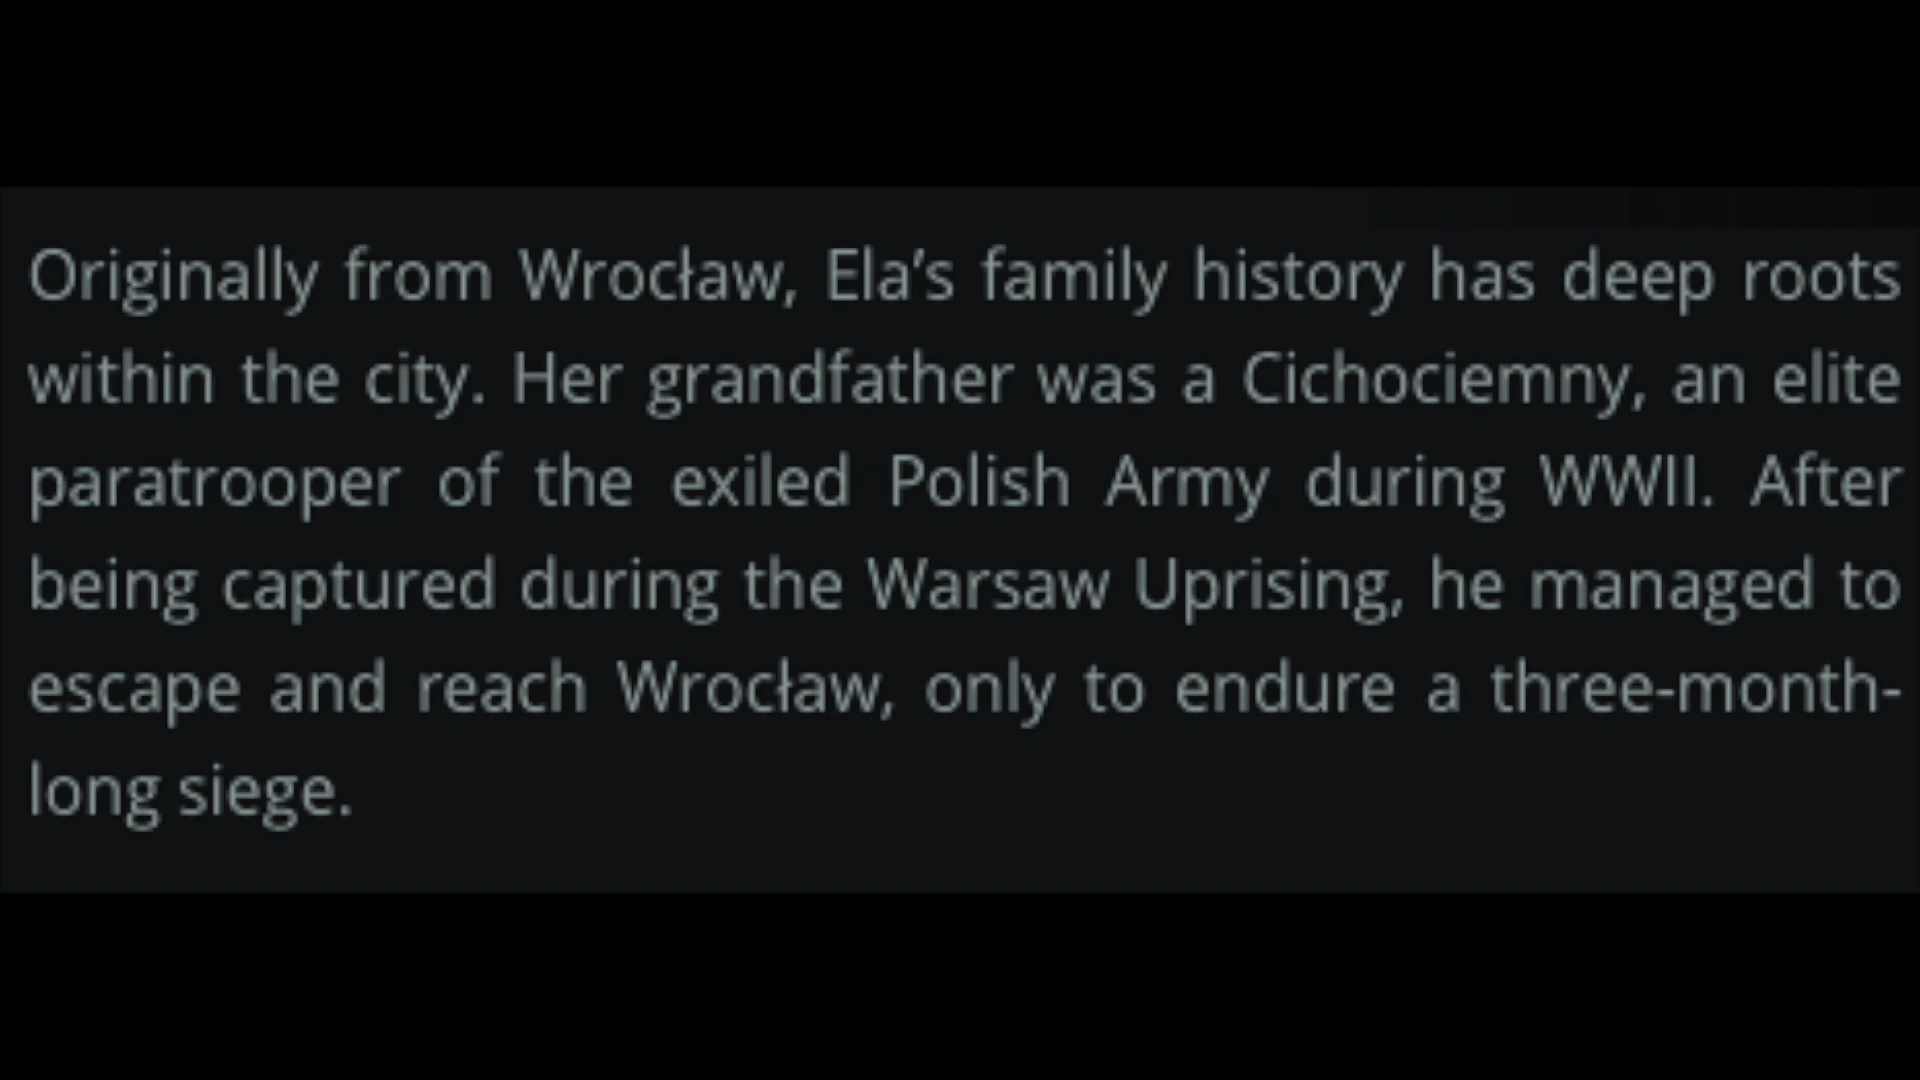 Originally from Wrocław, Ela’s family history has deep roots
within the city. Her grandfather was a Cichociemny, an elite
paratrooper of the exiled Polish Army during WWII. After
being captured during the Warsaw Uprising, he managed to
escape and reach Wrocław, only to endure a three-month-
long siege.